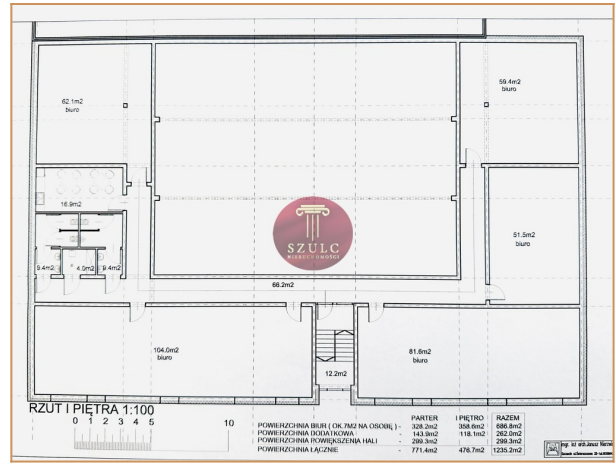 62.1m2
biuro
59.4m2
biuro
16.9m2
51.5m2
biuro
SZULC
NIERUCHOMOŚCI
9.4m2
4.0m2
9.4m2
66.2m2
104.0m2
biuro
81.6m2
biuro
12.2m2
RZUT I PIĘTRA 1:100
0 1 2 3 4 5 10
PARTER I PIĘTRO RAZEM
POWIERZCHNIA BIUR ( OK.7M2 NA OSOBĘ ) - 328.2m2 358.6m2 686.8m2
POWIERZCHNIA DODATKOWA - 143.9m2 118.1m2 262.0m2
POWIERZCHNIA POWIĘKSZENIA HALI - 299.3m2 299.3m2
POWIERZCHNIA ŁĄCZNIE - 771.4m2 476.7m2 1235.2m2
mgr. inż arch.